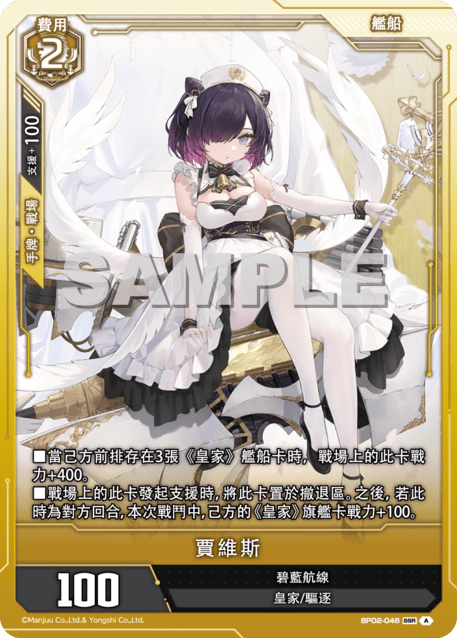 費用
2
艦船
支援+100
手牌・戰場
SAMPLE
■當己方前排存在3張《皇家》艦船卡時，戰場上的此卡戰
力+400。
■戰場上的此卡發起支援時，將此卡置於撤退區。之後，若此
時為對方回合，本次戰鬥中，己方的《皇家》旗艦卡戰力+100。
賈維斯
100
碧藍航線
皇家/驅逐
©Manjuu Co.,Ltd.& Yongshi Co.,Ltd.
BP02-046 SSR A